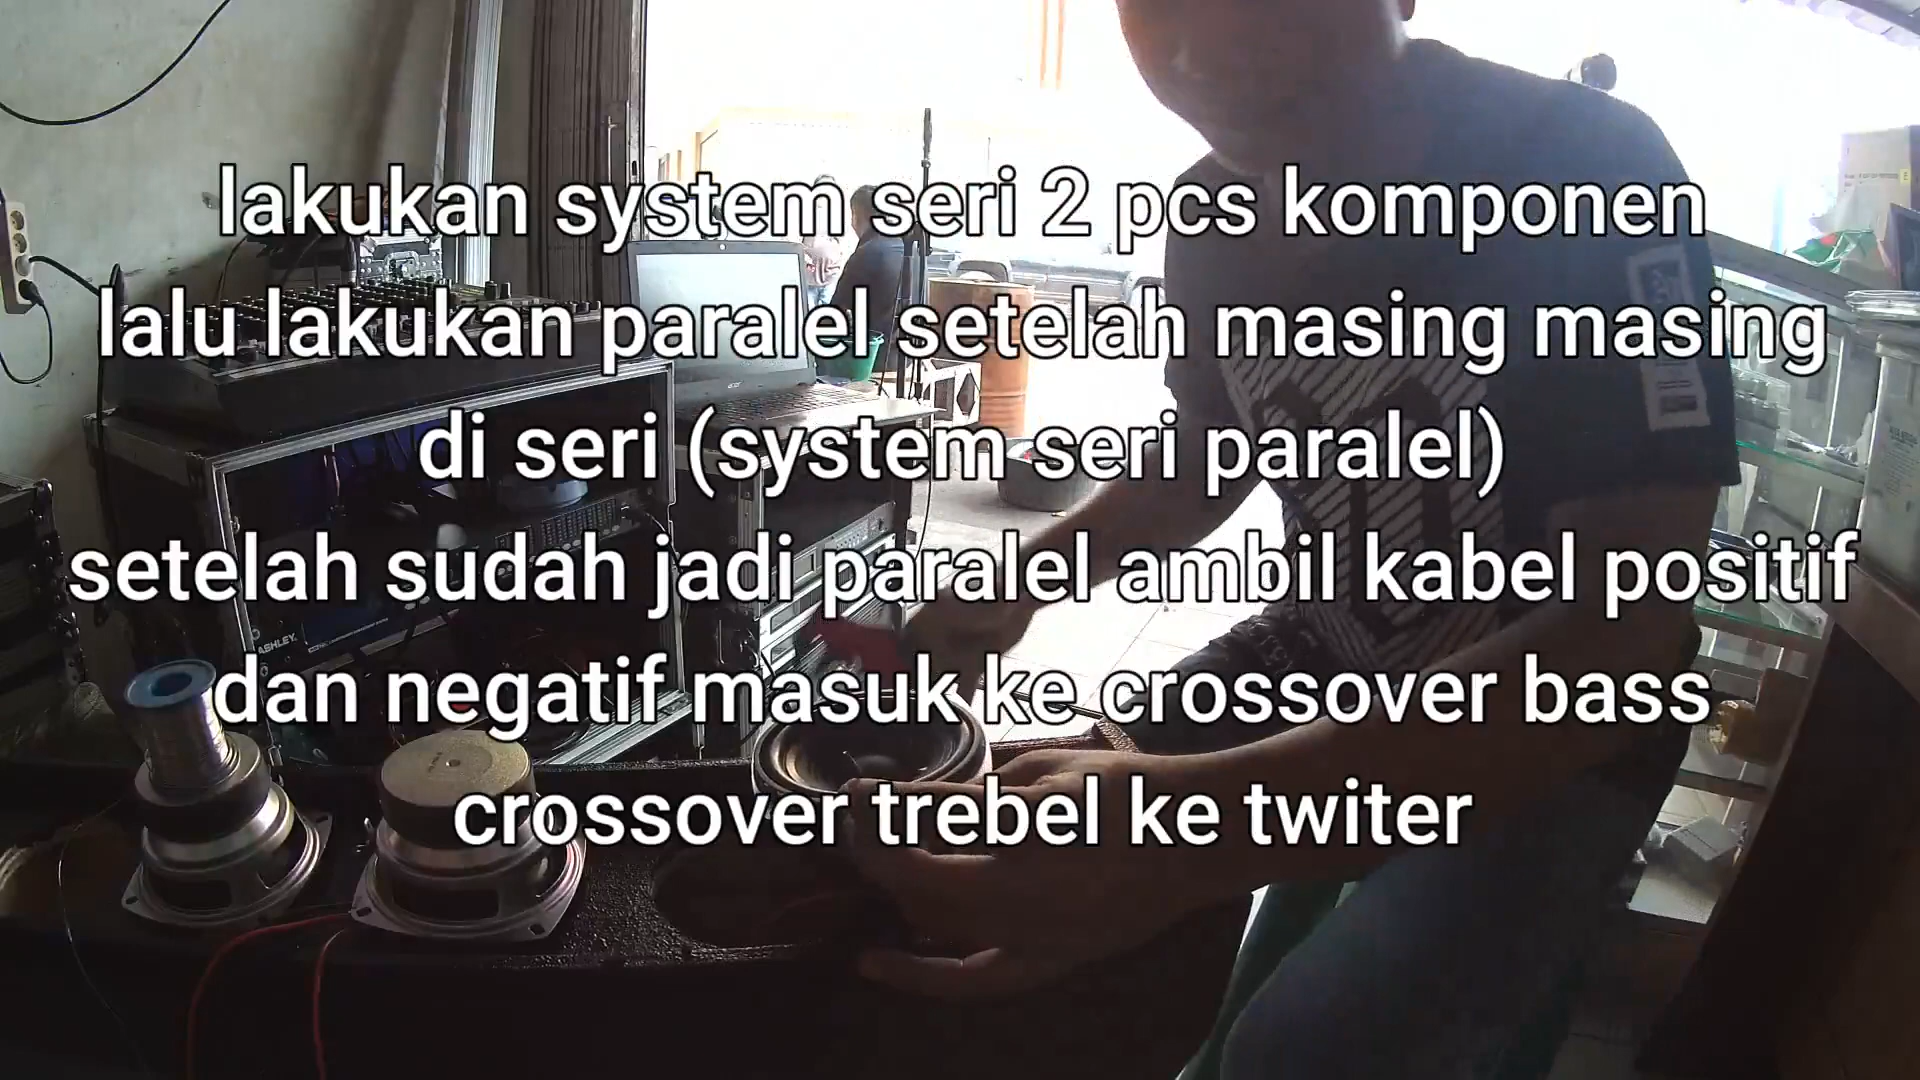 lakukan system seri 2 pcs komponen
lalu lakukan paralel setelah masing masing
di seri (system seri paralel)
setelah sudah jadi paralel ambil kabel positif
dan negatif masuk ke crossover bass
crossover trebel ke twiter
ASHLEY